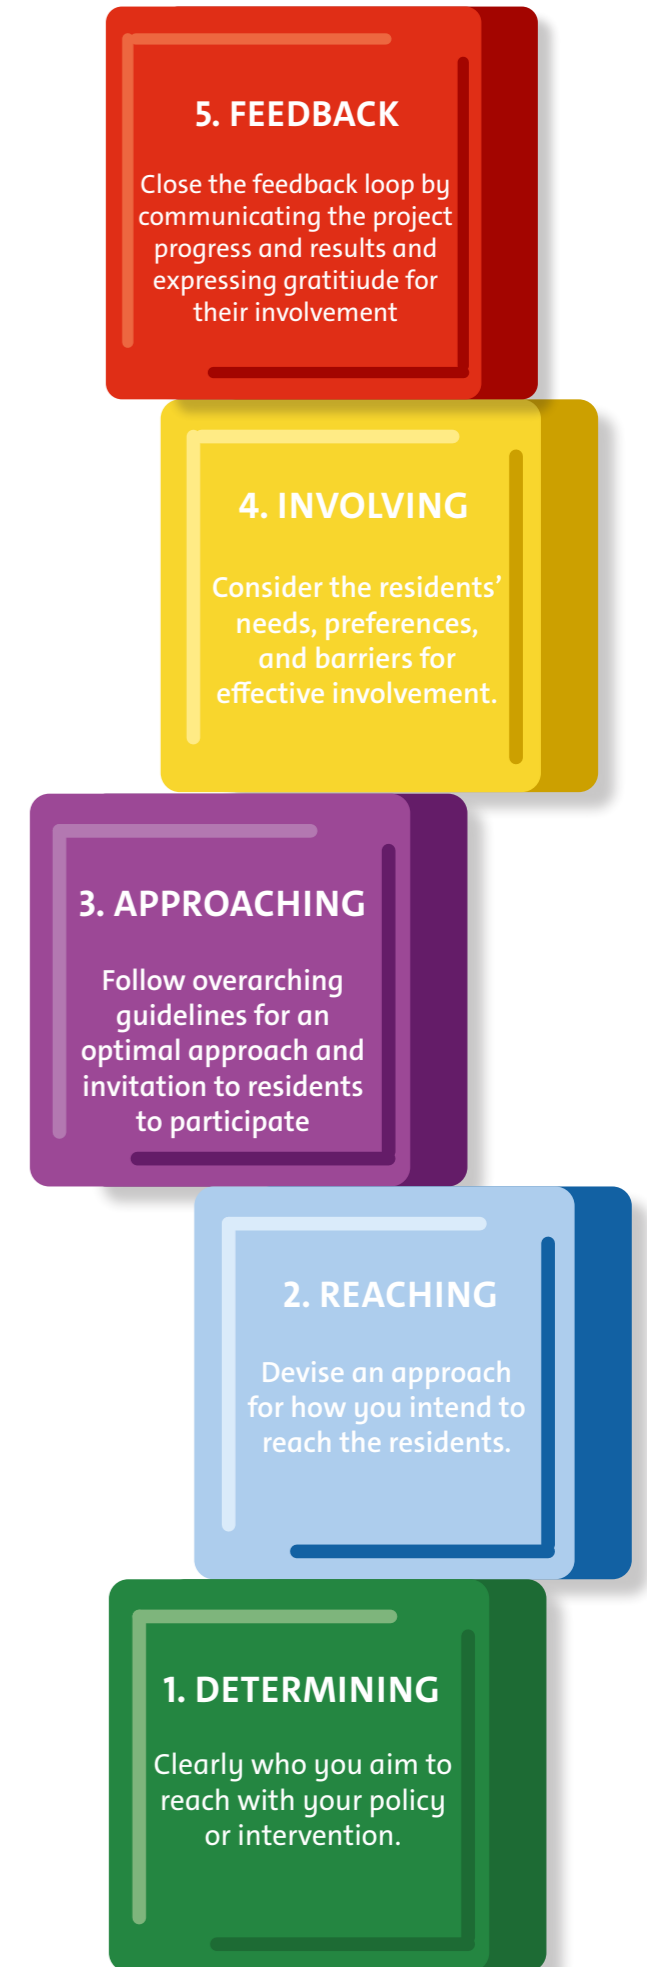 5. FEEDBACK
Close the feedback loop by
communicating the project
progress and results and
expressing gratitiude for
their involvement
4. INVOLVING
Consider the residents’
needs, preferences,
and barriers for
effective involvement.
3. APPROACHING
Follow overarching
guidelines for an
optimal approach and
invitation to residents
to participate
2. REACHING
Devise an approach
for how you intend to
reach the residents.
1. DETERMINING
Clearly who you aim to
reach with your policy
or intervention.